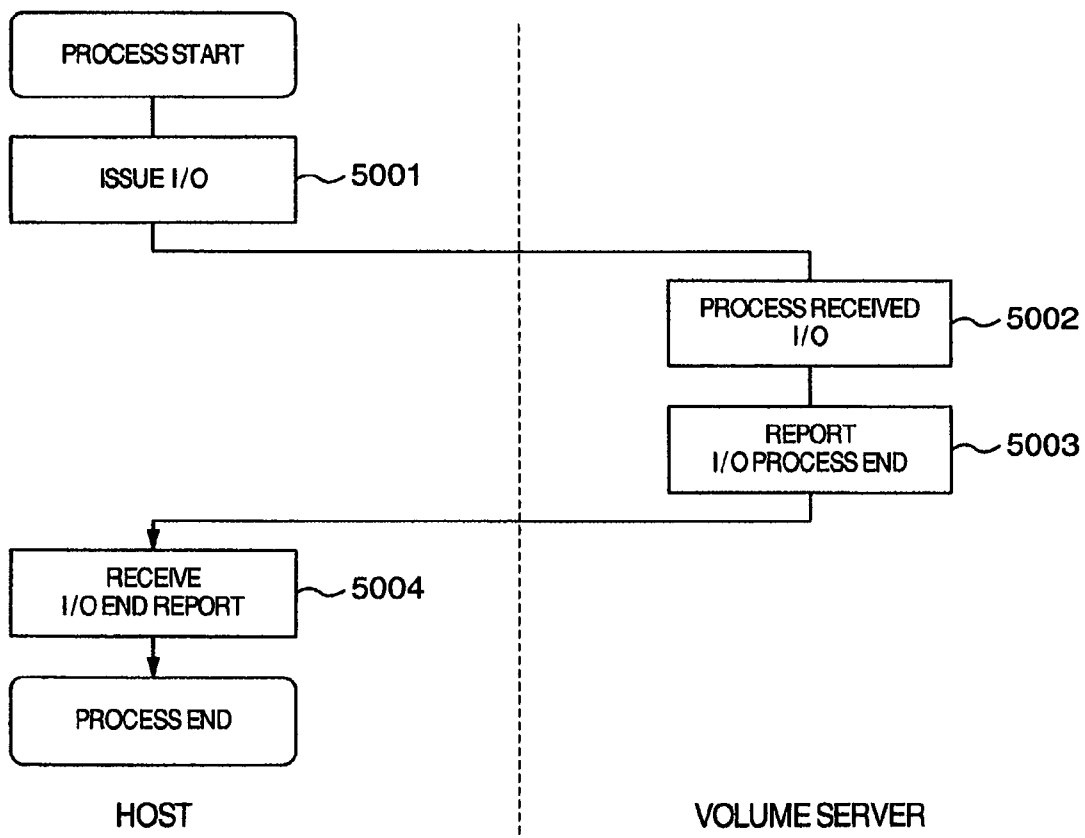 PROCESS START
ISSUE I/O
5001
PROCESS RECEIVED
I/O
5002
REPORT
I/O PROCESS END
5003
RECEIVE
I/O END REPORT
5004
PROCESS END
HOST
VOLUME SERVER